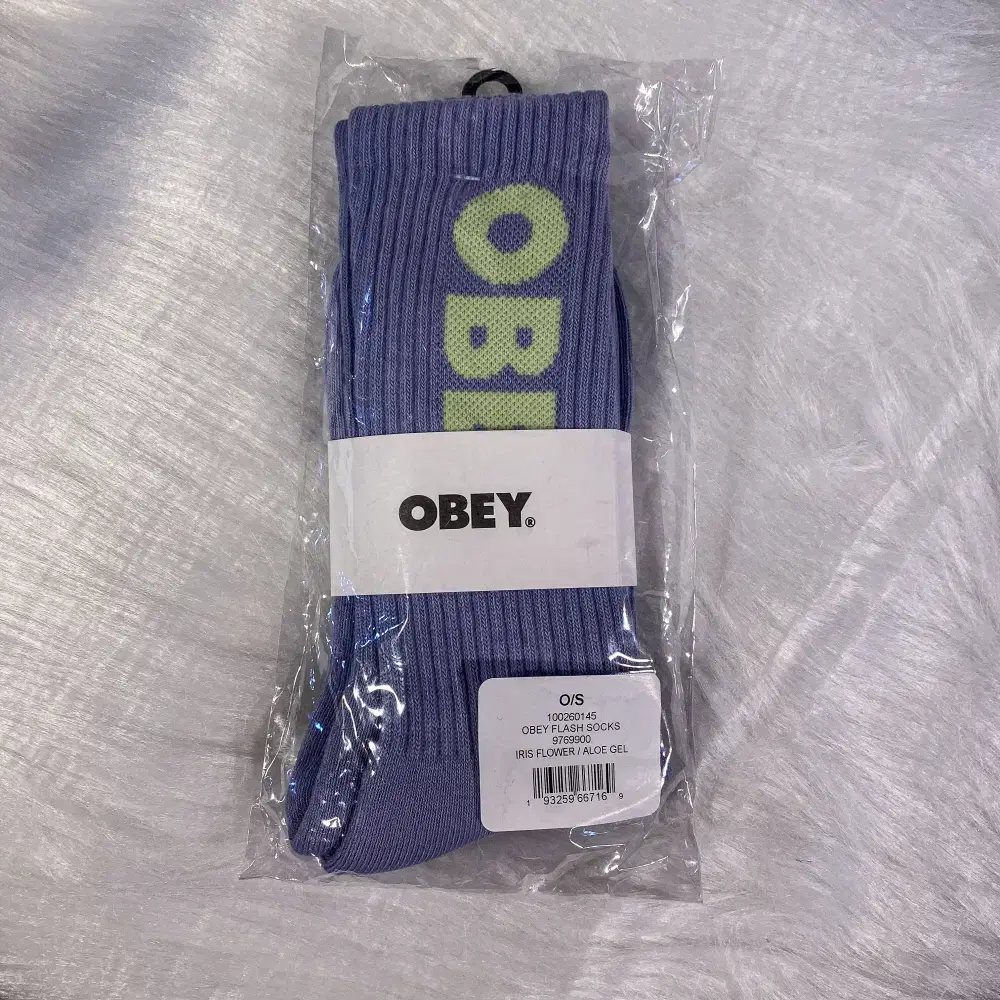 OBE
OBEY®
O/S
100260145
OBEY FLASH SOCKS
9769900
IRIS FLOWER / ALOE GEL
1 93259 66716 9